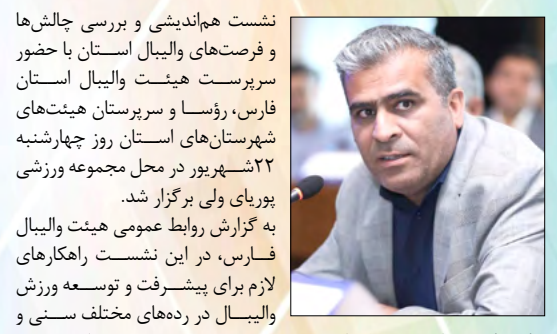 نشست هم‌اندیشی و بررسی چالش‌ها
و فرصت‌های والیبال استان با حضور
سرپرست هیئت والیبال استان
فارس، رؤسا و سرپرستان هیئت‌های
شهرستان‌های استان روز چهارشنبه
۲۲شهریور در محل مجموعه ورزشی
پوریای ولی برگزار شد.
به گزارش روابط عمومی هیئت والیبال
فارس، در این نشست راهکارهای
لازم برای پیشرفت و توسعه ورزش
والیبال در رده‌های مختلف سنی و